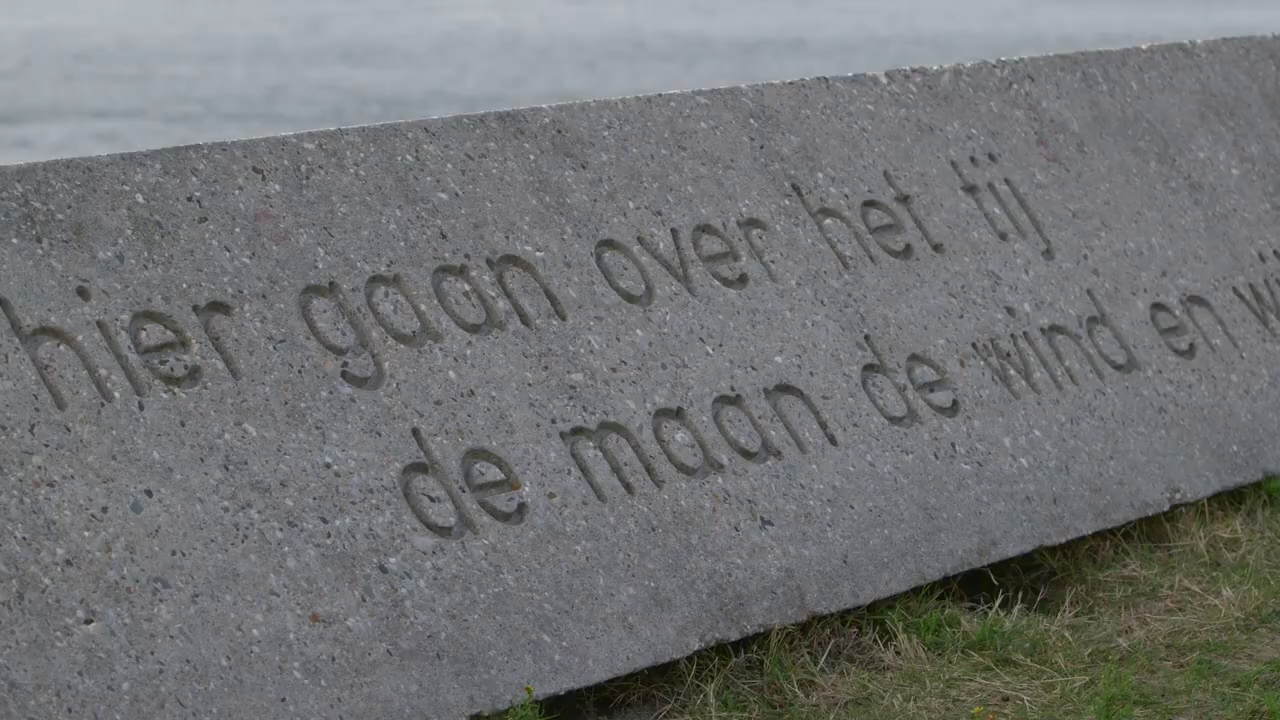 hier gaan over het tij
de maan de wind en